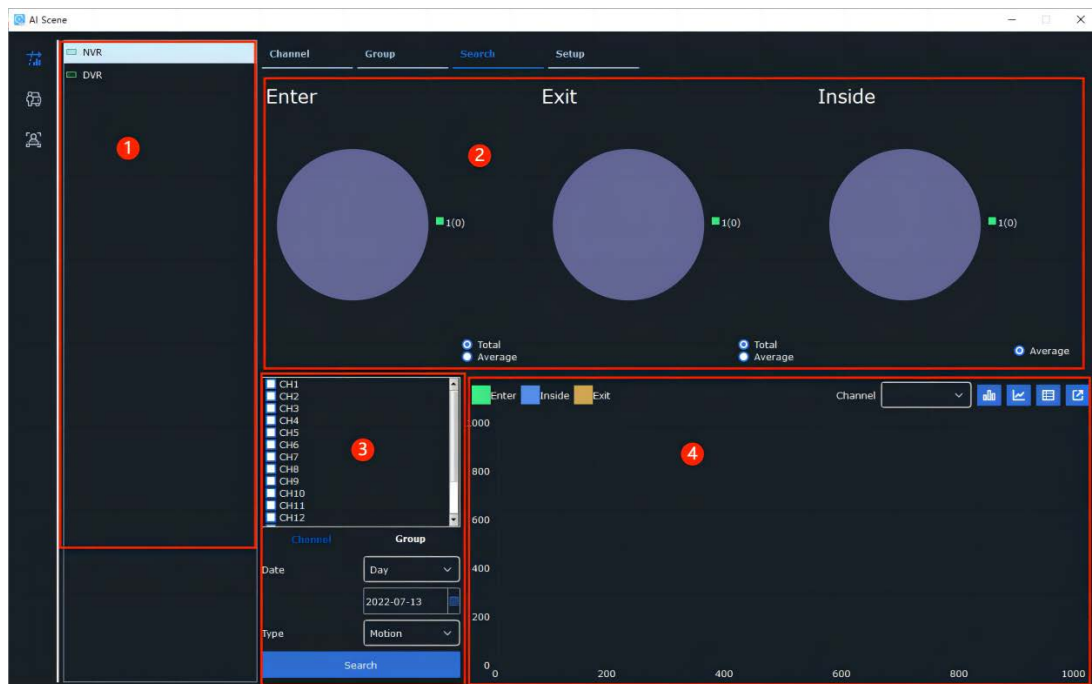 AI Scene
NVR
DVR
1
Channel Group Search Setup
Enter Exit Inside
2
1(0) 1(0) 1(0)
Total Total
Average Average Average
CH1
CH2
CH3
CH4
CH5
CH6
CH7
CH8
CH9
CH10
CH11
CH12
3
Channel Group
Date Day
2022-07-13
Type Motion
Search
Enter Inside Exit Channel
4
1000
800
600
400
200
0
0 200 400 600 800 1000